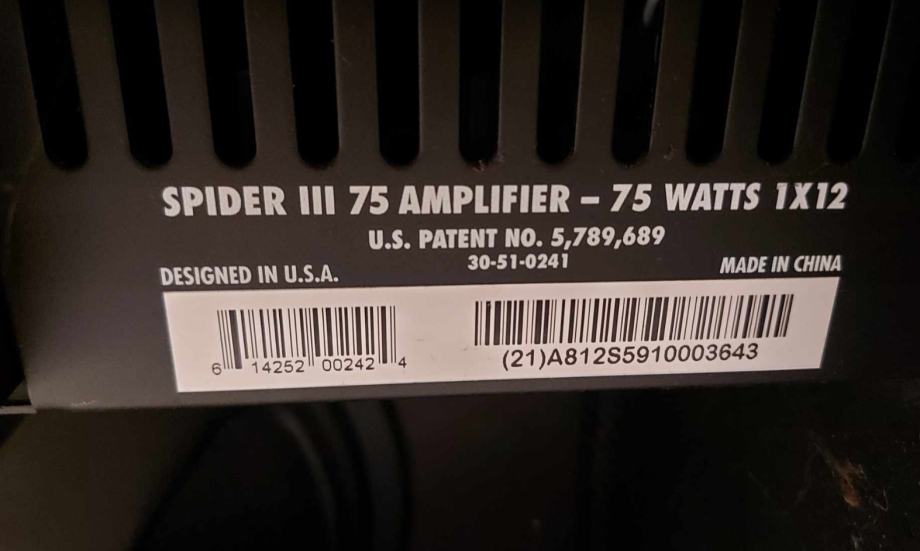 SPIDER III 75 AMPLIFIER – 75 WATTS 1X12
U.S. PATENT NO. 5,789,689
30-51-0241
DESIGNED IN U.S.A.
MADE IN CHINA
6 14252 00242 4
(21)A812S5910003643